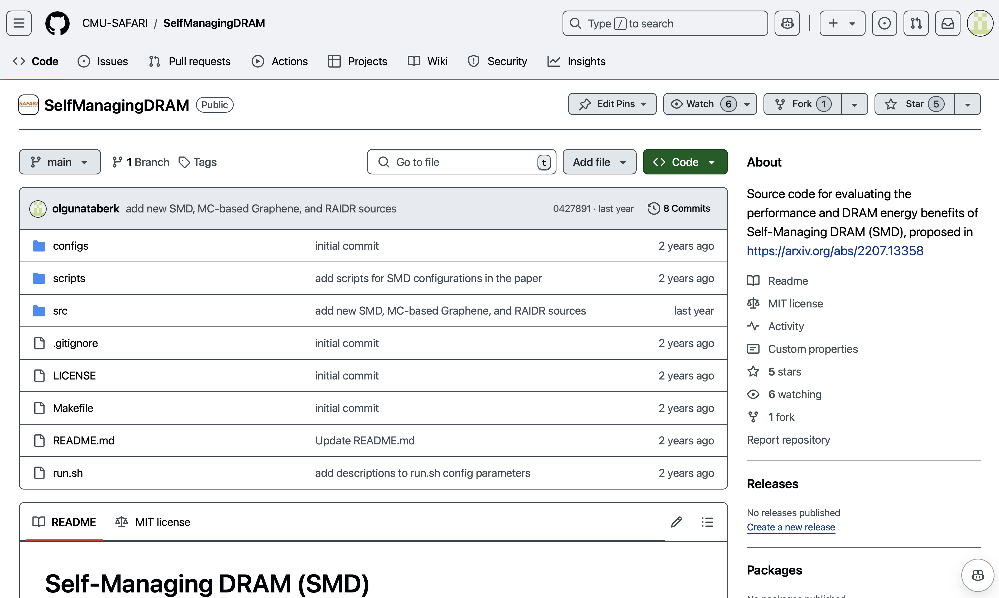 CMU-SAFARI / SelfManagingDRAM
Type / to search
Code Issues Pull requests Actions Projects Wiki Security Insights
SAFARI
SelfManagingDRAM Public
Edit Pins Watch 6 Fork 1 Star 5
main 1 Branch Tags
Go to file t Add file Code
olgunataberk add new SMD, MC-based Graphene, and RAIDR sources 0427891 · last year 8 Commits
configs initial commit 2 years ago
scripts add scripts for SMD configurations in the paper 2 years ago
src add new SMD, MC-based Graphene, and RAIDR sources last year
.gitignore initial commit 2 years ago
LICENSE initial commit 2 years ago
Makefile initial commit 2 years ago
README.md Update README.md 2 years ago
run.sh add descriptions to run.sh config parameters 2 years ago
README MIT license
Self-Managing DRAM (SMD)
About
Source code for evaluating the
performance and DRAM energy benefits of
Self-Managing DRAM (SMD), proposed in
https://arxiv.org/abs/2207.13358
Readme
MIT license
Activity
Custom properties
5 stars
6 watching
1 fork
Report repository
Releases
No releases published
Create a new release
Packages